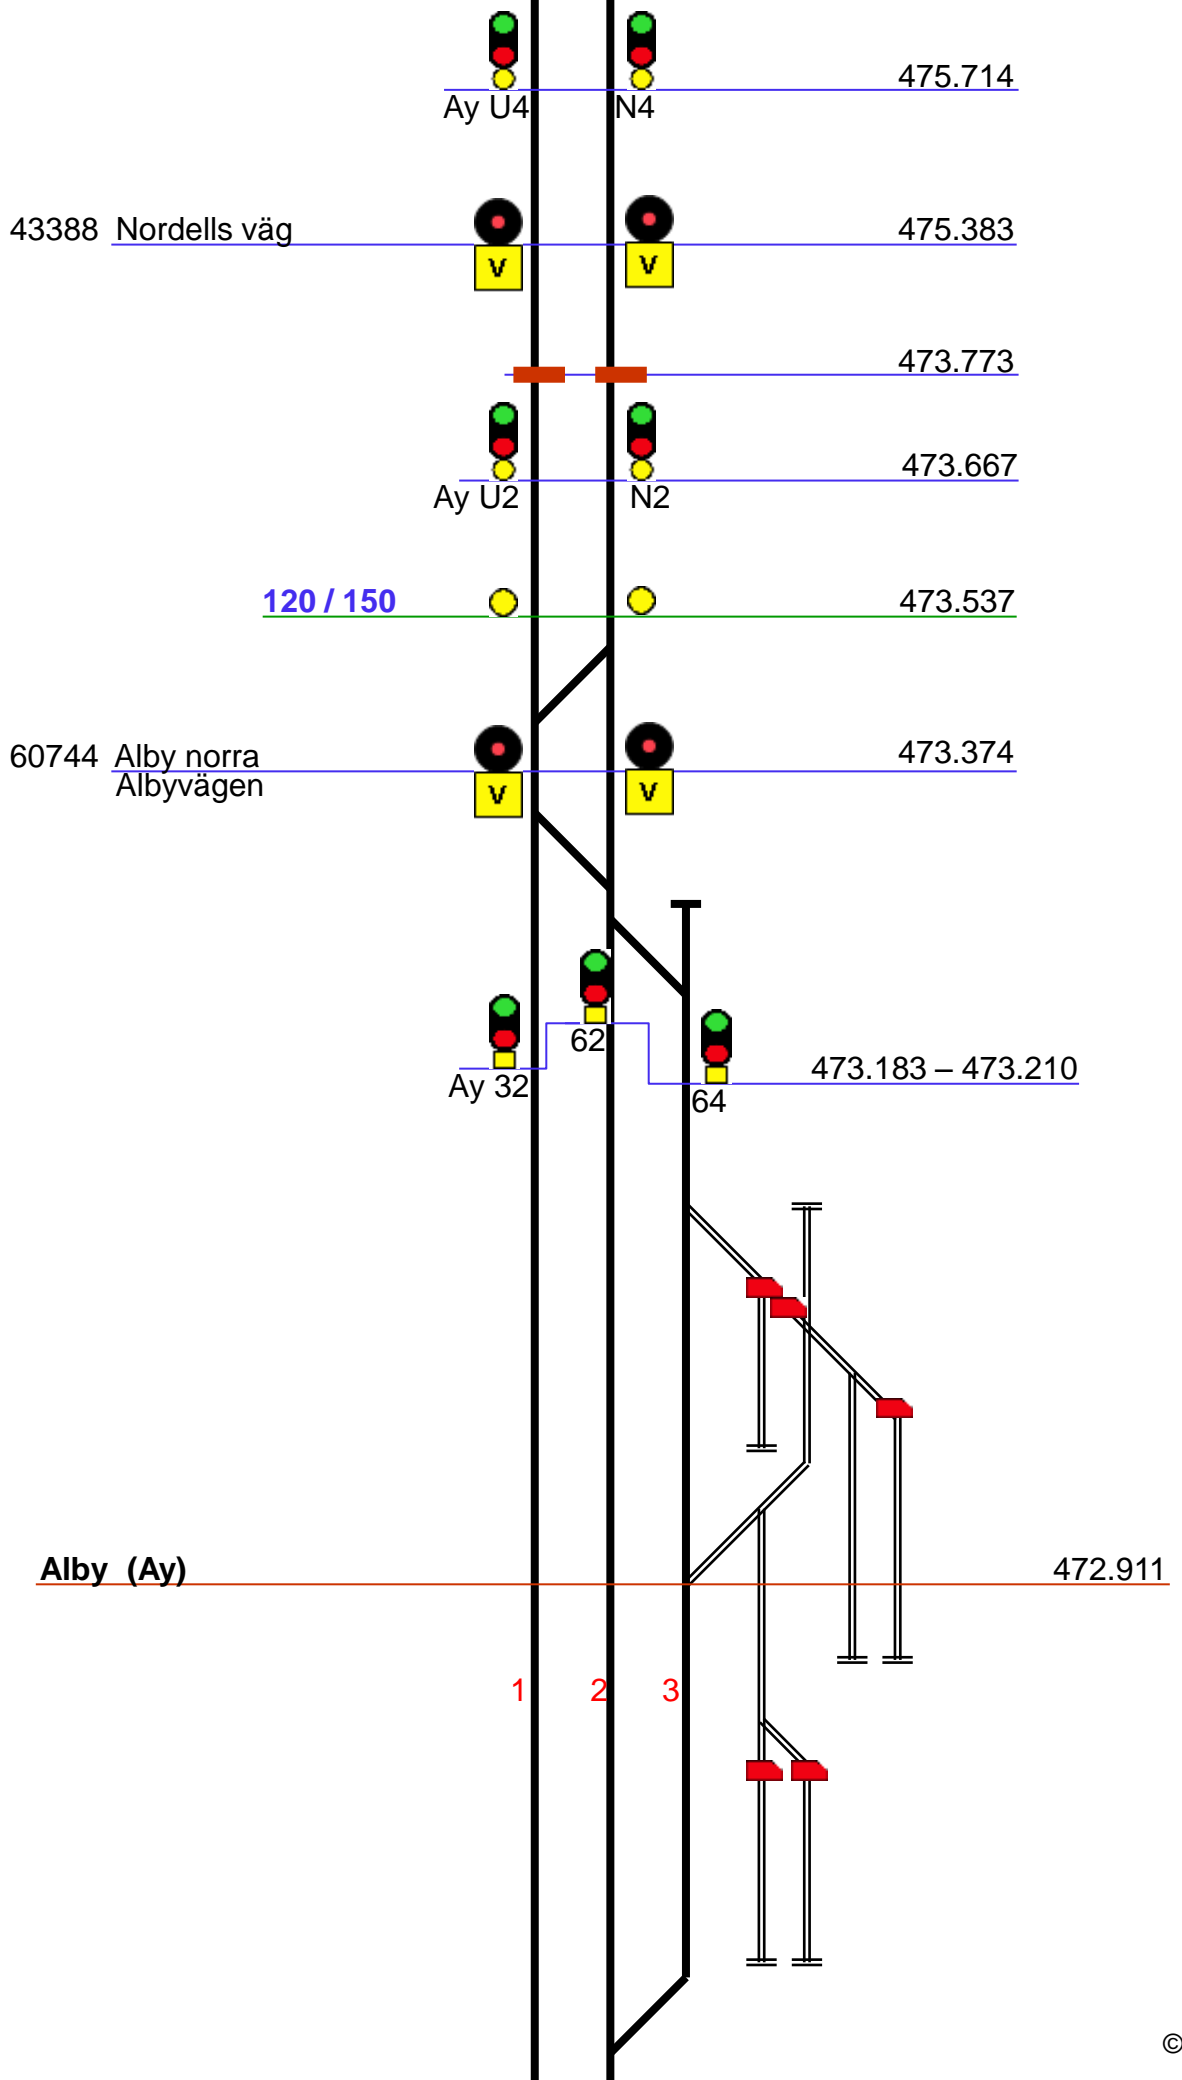 475.714
Ay U4 N4
43388 Nordells väg 475.383
V V
473.773
473.667
Ay U2 N2
120 / 150 473.537
60744 Alby norra 473.374
Albyvägen
V V
62
473.183 – 473.210
Ay 32
64
Alby (Ay) 472.911
1 2 3
©